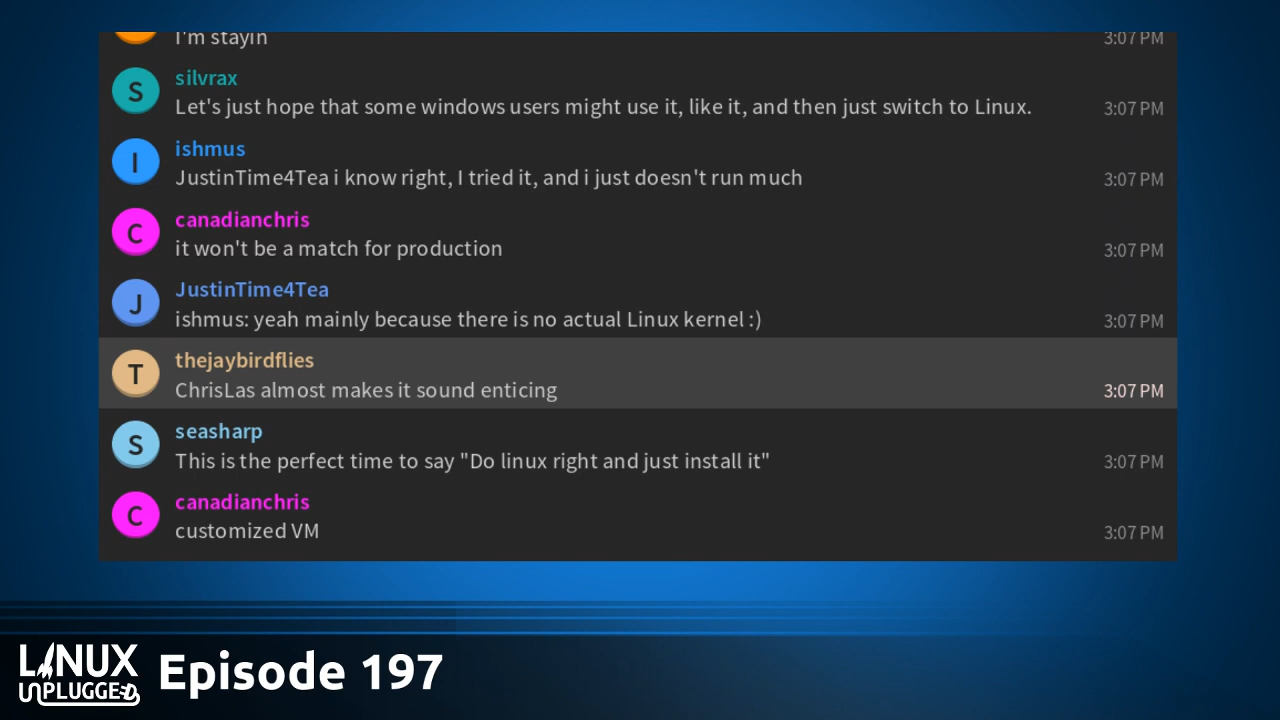 I'm stayin
3:07 PM
S
silvrax
Let's just hope that some windows users might use it, like it, and then just switch to Linux.
3:07 PM
I
ishmus
JustinTime4Tea i know right, I tried it, and i just doesn't run much
3:07 PM
C
canadianchris
it won't be a match for production
3:07 PM
J
JustinTime4Tea
ishmus: yeah mainly because there is no actual Linux kernel :)
3:07 PM
T
thejaybirdflies
ChrisLas almost makes it sound enticing
3:07 PM
S
seasharp
This is the perfect time to say "Do linux right and just install it"
3:07 PM
C
canadianchris
customized VM
3:07 PM
LINUX
UNPLUGGED
Episode 197